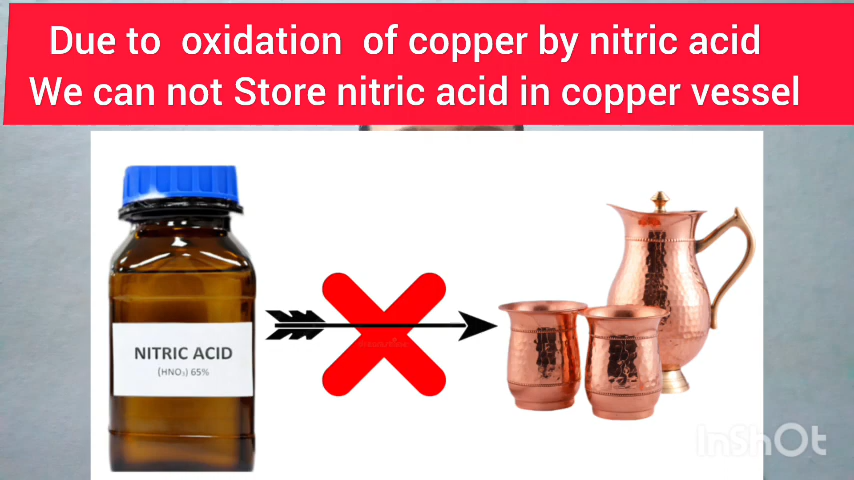 Due to oxidation of copper by nitric acid
We can not Store nitric acid in copper vessel
NITRIC ACID
(HNO₃) 65%
InShOt